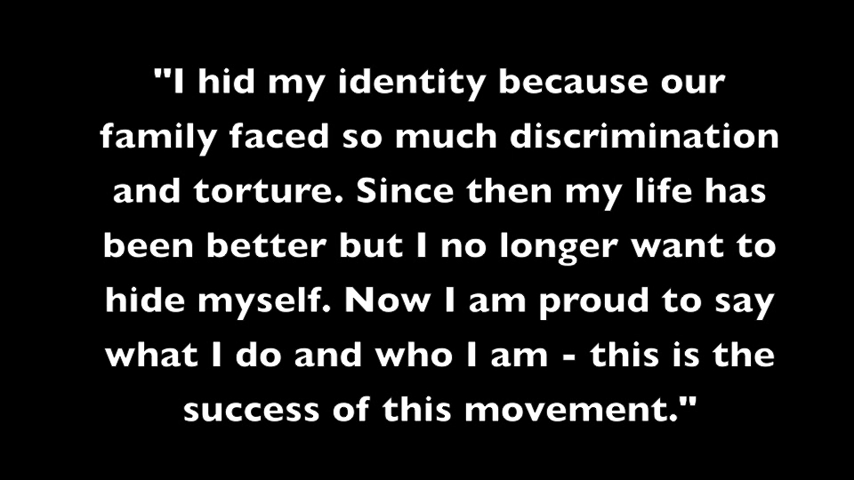 "I hid my identity because our
family faced so much discrimination
and torture. Since then my life has
been better but I no longer want to
hide myself. Now I am proud to say
what I do and who I am - this is the
success of this movement."